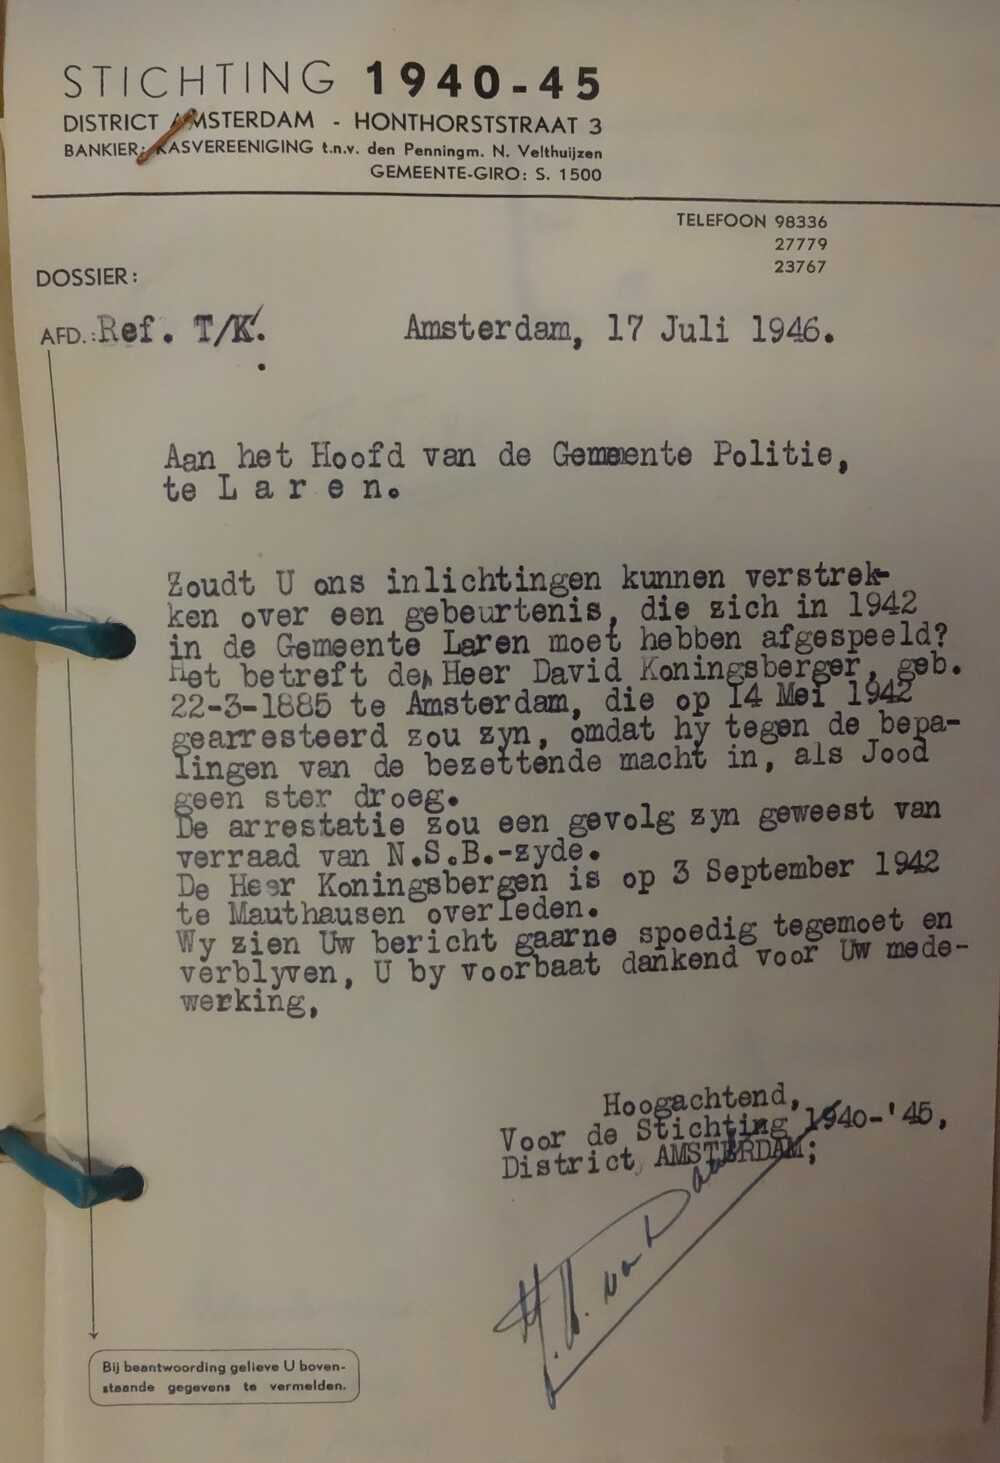 STICHTING 1940-45
DISTRICT AMSTERDAM - HONTHORSTSTRAAT 3
BANKIER: KASVEREENIGING t.n.v. den Penningm. N. Velthuijzen
GEMEENTE-GIRO: S. 1500
TELEFOON 98336
27779
23767
DOSSIER:
AFD.: Ref. T/K. Amsterdam, 17 Juli 1946.
Aan het Hoofd van de Gemeente Politie,
te L a r e n.
Zoudt U ons inlichtingen kunnen verstrek-
ken over een gebeurtenis, die zich in 1942
in de Gemeente Laren moet hebben afgespeeld?
Het betreft den Heer David Koningsberger, geb.
22-3-1885 te Amsterdam, die op 14 Mei 1942
gearresteerd zou zyn, omdat hy tegen de bepa-
lingen van de bezettende macht in, als Jood
geen ster droeg.
De arrestatie zou een gevolg zyn geweest van
verraad van N.S.B.-zyde.
De Heer Koningsbergen is op 3 September 1942
te Mauthausen overleden.
Wy zien Uw bericht gaarne spoedig tegemoet en
verblyven, U by voorbaat dankend voor Uw mede-
werking,
Hoogachtend,
Voor de Stichting 1940-'45,
District AMSTERDAM;
van
Bij beantwoording gelieve U boven-
staande gegevens te vermelden.